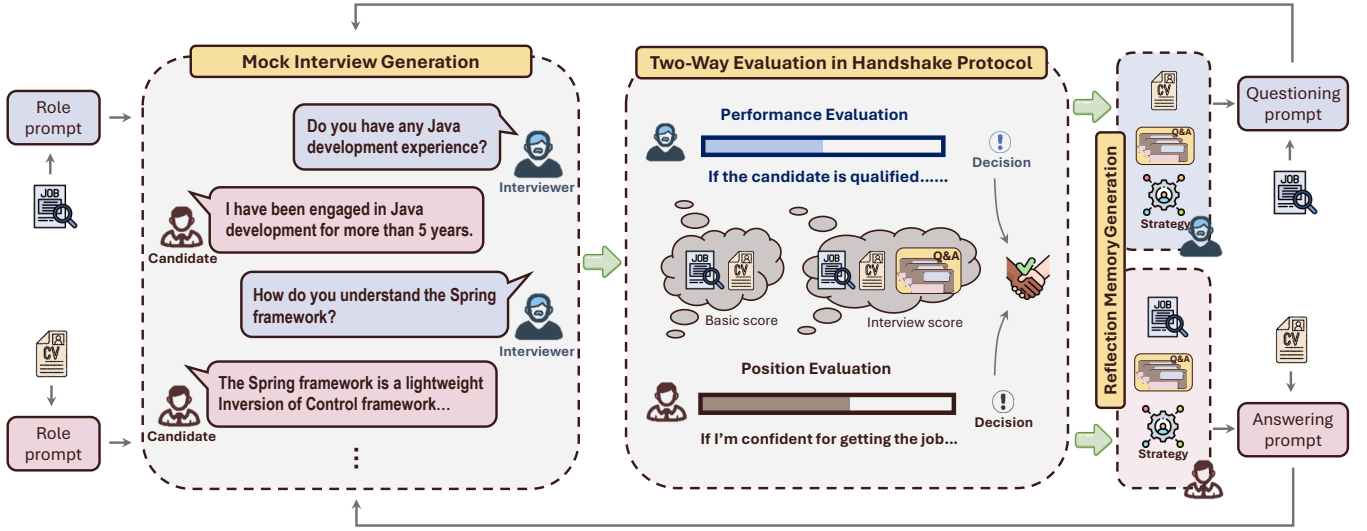 Mock Interview Generation
Role
prompt
JOB
Do you have any Java
development experience?
Interviewer
I have been engaged in Java
development for more than 5 years.
Candidate
How do you understand the Spring
framework?
Interviewer
The Spring framework is a lightweight
Inversion of Control framework...
Candidate
⋮
CV
Role
prompt
Two-Way Evaluation in Handshake Protocol
Performance Evaluation
If the candidate is qualified......
Decision
JOB
CV
Basic score
JOB
CV
Q&A
Interview score
Position Evaluation
If I'm confident for getting the job...
Decision
Reflection Memory Generation
CV
Q&A
Strategy
JOB
Q&A
Strategy
Questioning
prompt
JOB
CV
Answering
prompt